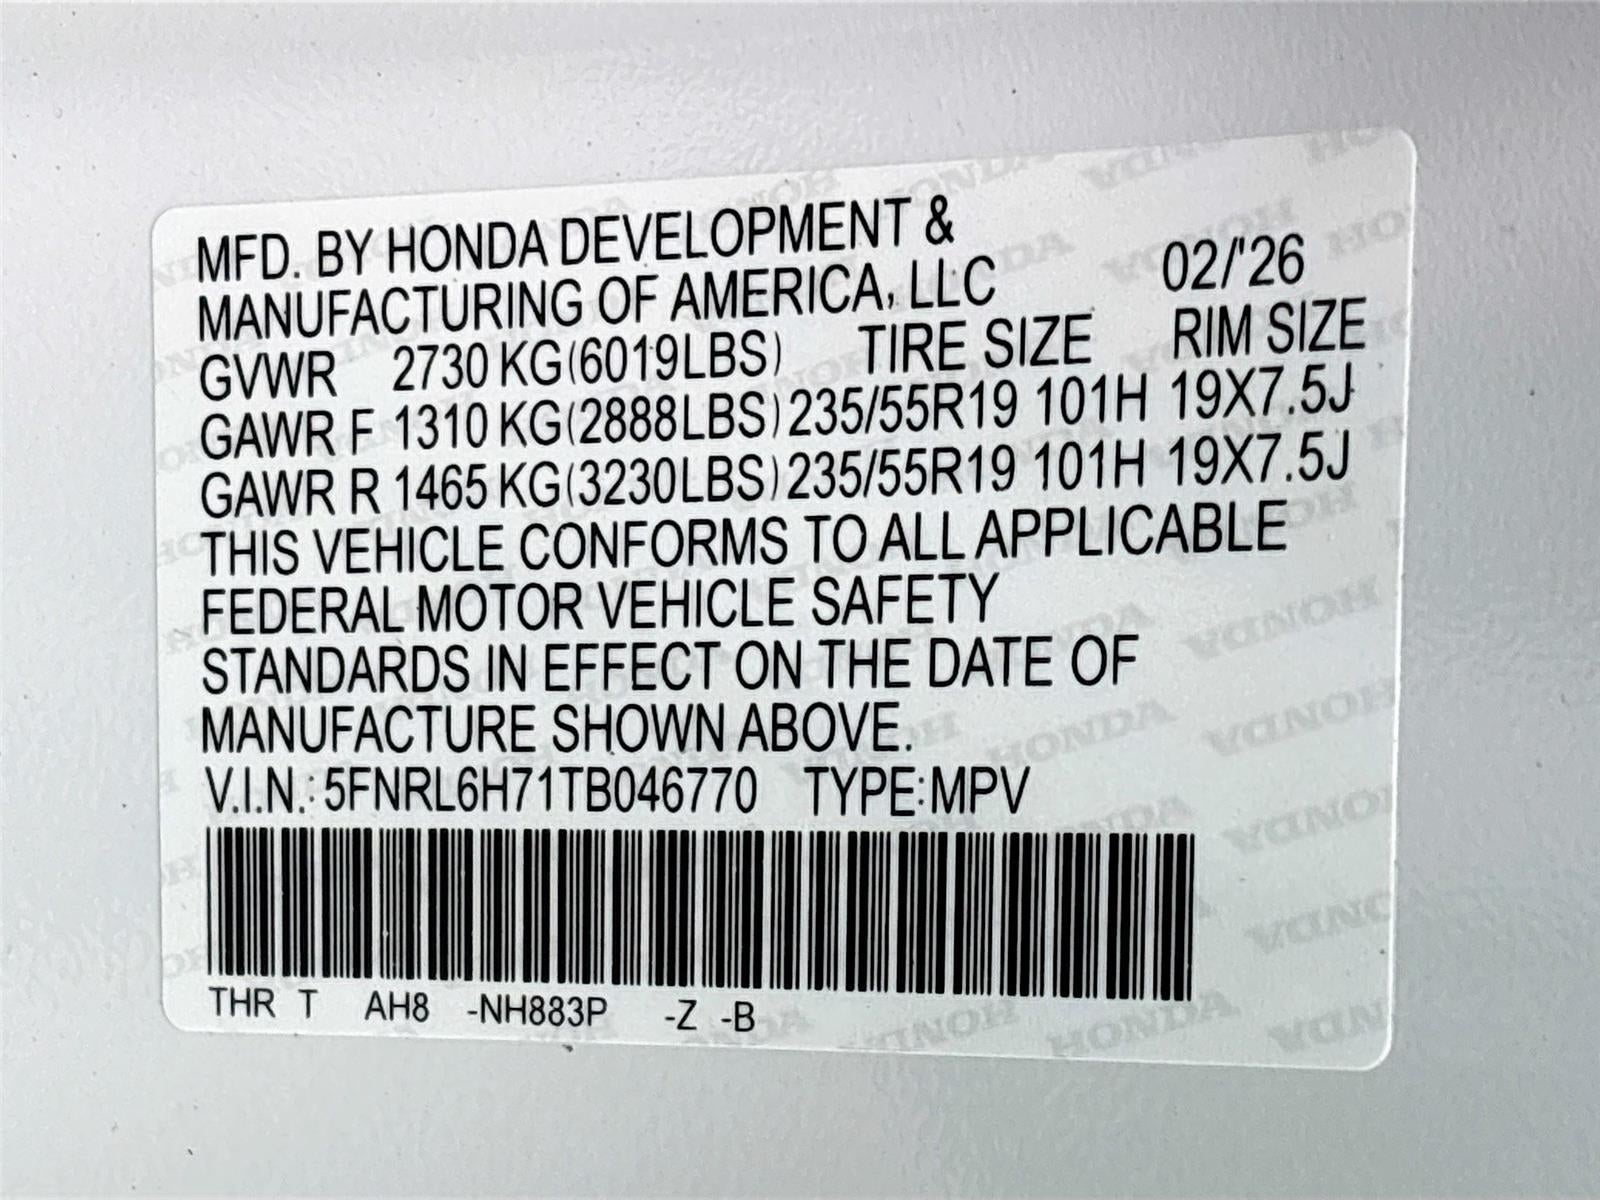 MFD. BY HONDA DEVELOPMENT &
MANUFACTURING OF AMERICA, LLC 02/'26
GVWR 2730 KG(6019LBS) TIRE SIZE RIM SIZE
GAWR F 1310 KG(2888LBS) 235/55R19 101H 19X7.5J
GAWR R 1465 KG(3230LBS) 235/55R19 101H 19X7.5J
THIS VEHICLE CONFORMS TO ALL APPLICABLE
FEDERAL MOTOR VEHICLE SAFETY
STANDARDS IN EFFECT ON THE DATE OF
MANUFACTURE SHOWN ABOVE.
V.I.N.: 5FNRL6H71TB046770 TYPE:MPV
THR T AH8 -NH883P -Z -B